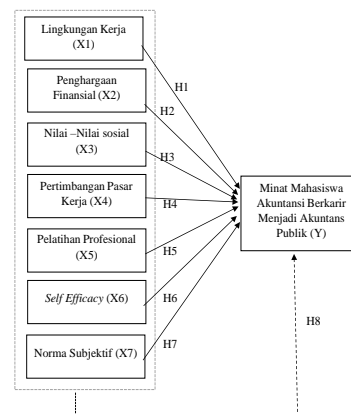 Lingkungan Kerja
(X1)
H1
Penghargaan
Finansial (X2)
H2
Nilai –Nilai sosial
(X3)
H3
Pertimbangan Pasar
Kerja (X4)
H4
Minat Mahasiswa
Akuntansi Berkarir
Menjadi Akuntans
Publik (Y)
Pelatihan Profesional
(X5)
H5
Self Efficacy (X6)
H6
Norma Subjektif (X7)
H7
H8